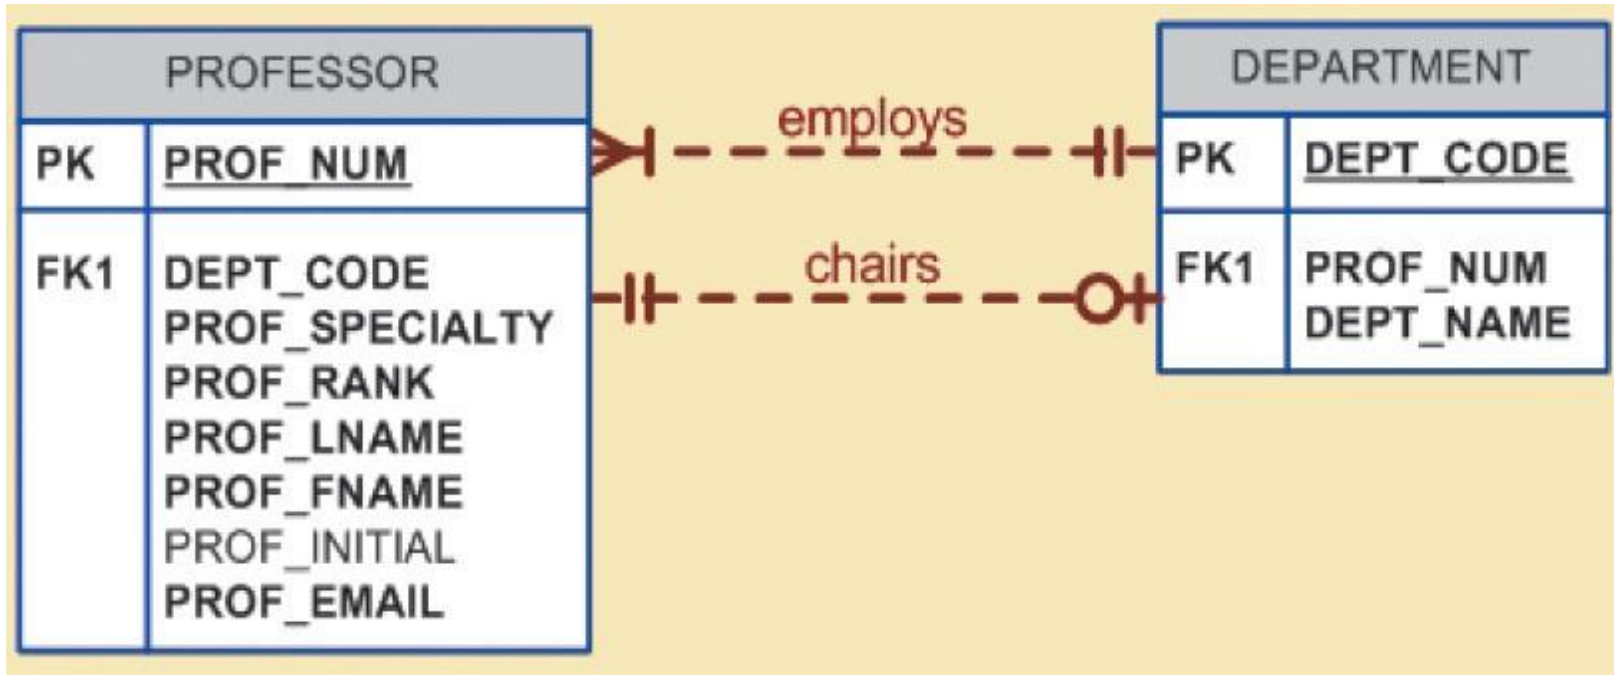 PROFESSOR
PK PROF_NUM
FK1 DEPT_CODE
PROF_SPECIALTY
PROF_RANK
PROF_LNAME
PROF_FNAME
PROF_INITIAL
PROF_EMAIL
employs
chairs
DEPARTMENT
PK DEPT_CODE
FK1 PROF_NUM
DEPT_NAME